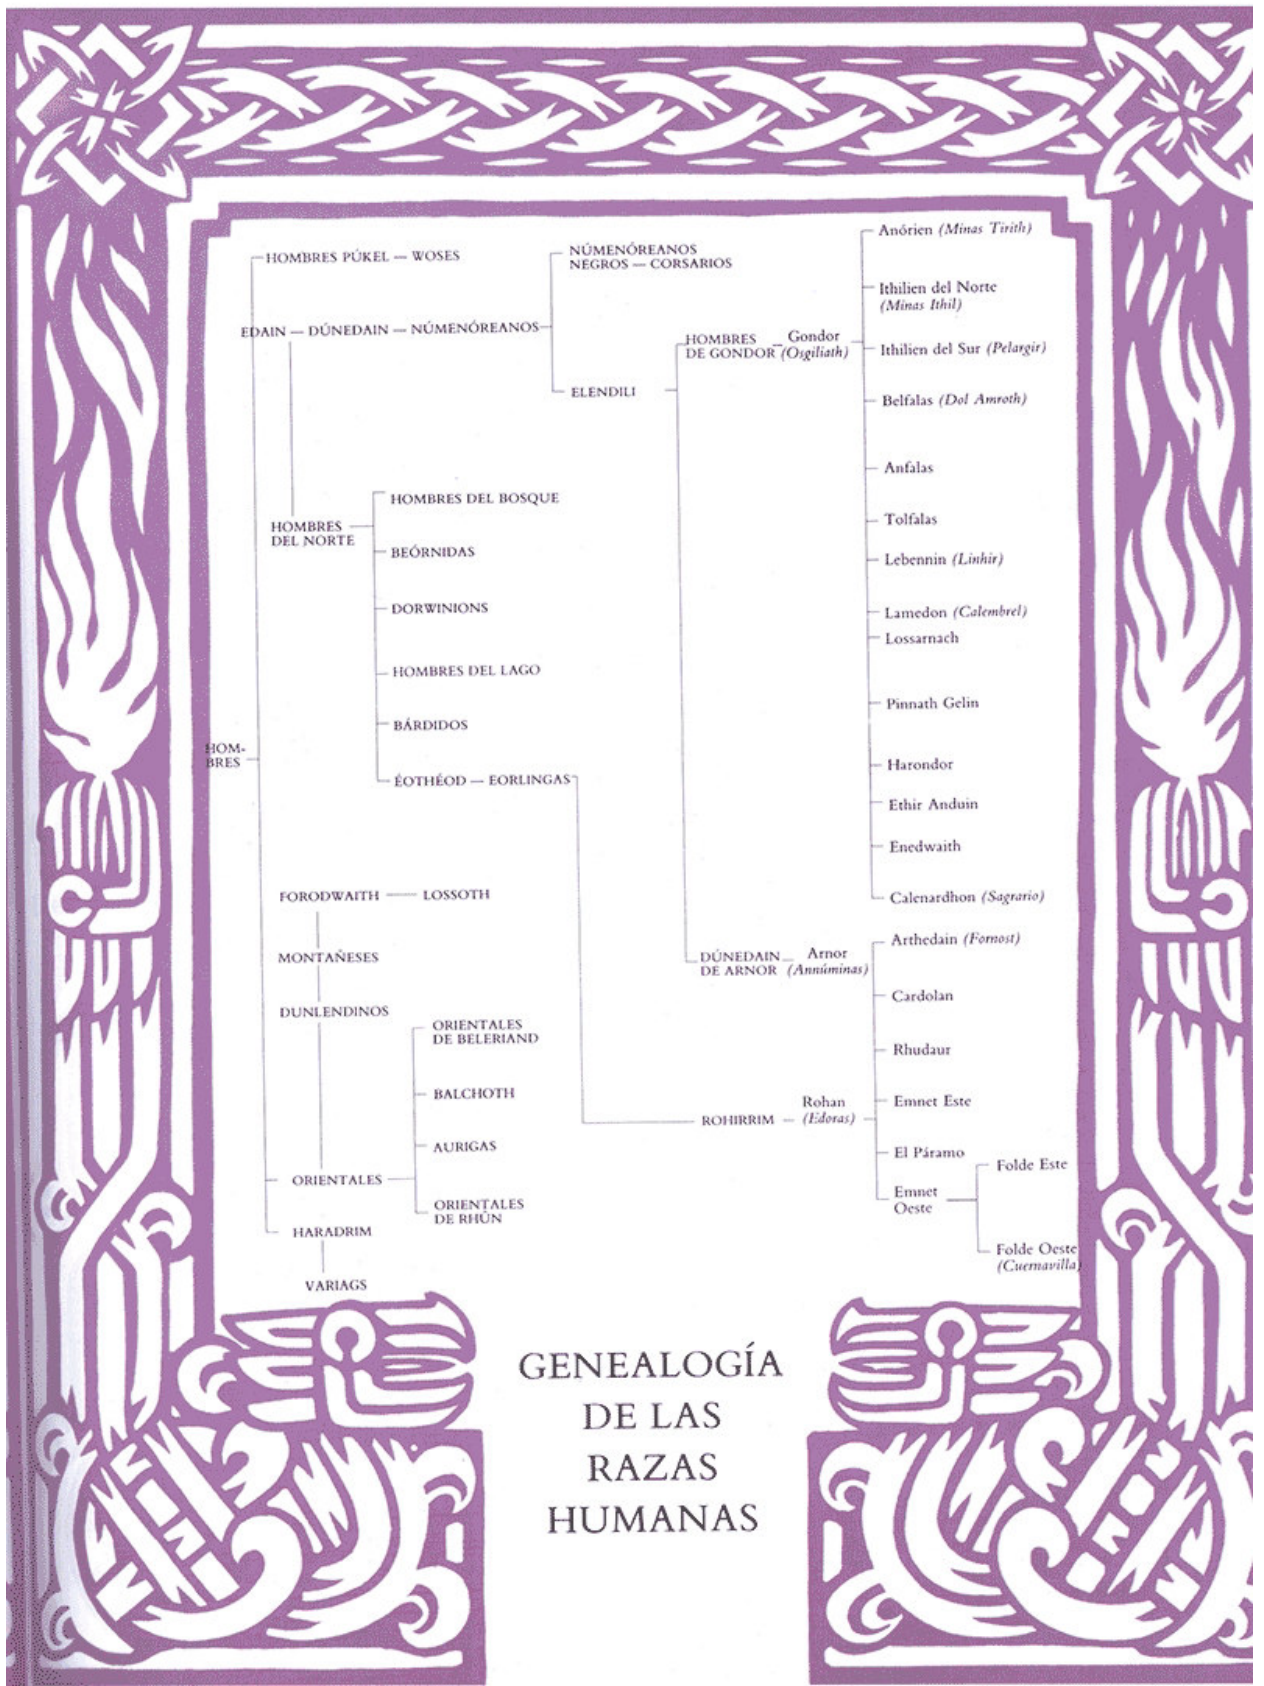 HOMBRES PÚKEL — WOSES
EDAIN — DÚNEDAIN — NÚMENÓREANOS
NÚMENÓREANOS
NEGROS — CORSARIOS
ELENDILI
HOMBRES
DE GONDOR
Gondor
(Osgiliath)
Anórien (Minas Tirith)
Ithilien del Norte
(Minas Ithil)
Ithilien del Sur (Pelargir)
Belfalas (Dol Amroth)
Anfalas
Tolfalas
Lebennin (Linhir)
Lamedon (Calembrel)
Lossarnach
Pinnath Gelin
Harondor
Ethir Anduin
Enedwaith
Calenardhon (Sagrario)
HOMBRES
DEL NORTE
HOMBRES DEL BOSQUE
BEÓRNIDAS
DORWINIONS
HOMBRES DEL LAGO
BÁRDIDOS
ÉOTHÉOD — EORLINGAS
HOM-
BRES
FORODWAITH — LOSSOTH
MONTAÑESES
DUNLENDINOS
ORIENTALES
DE BELERIAND
BALCHOTH
AURIGAS
ORIENTALES
ORIENTALES
DE RHÛN
HARADRIM
VARIAGS
DÚNEDAIN
DE ARNOR
Arnor
(Annúminas)
Arthedain (Fornost)
Cardolan
Rhudaur
Emnet Este
ROHIRRIM —
Rohan
(Edoras)
El Páramo
Emnet
Oeste
Folde Este
Folde Oeste
(Cuernavilla)
GENEALOGÍA
DE LAS
RAZAS
HUMANAS